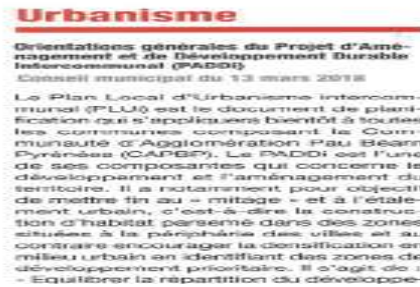 Urbanisme
Orientations générales du Projet d'Amé-
nagement et de Développement Durable
Intercommunal (PADDi)
Conseil municipal du 13 mars 2018
Le Plan Local d'Urbanisme intercom-
munal (PLUi) est le document de plani-
fication qui s'appliquera bientôt à toutes
les communes composant la Com-
munauté d'Agglomération Pau Béarn
Pyrénées (CAPBP). Le PADDi est l'une
de ses composantes qui concerne le
développement et l'aménagement du
territoire. Il a notamment pour objectif
de mettre fin au « mitage » et à l'étale-
ment urbain, c'est-à-dire la construc-
tion d'habitat parsemé dans des zones
situées à la périphérie des villes et au
contraire encourager la densification en
milieu urbain en identifiant des zones de
développement prioritaire. Il s'agit de :
- Equilibrer la répartition du développe-